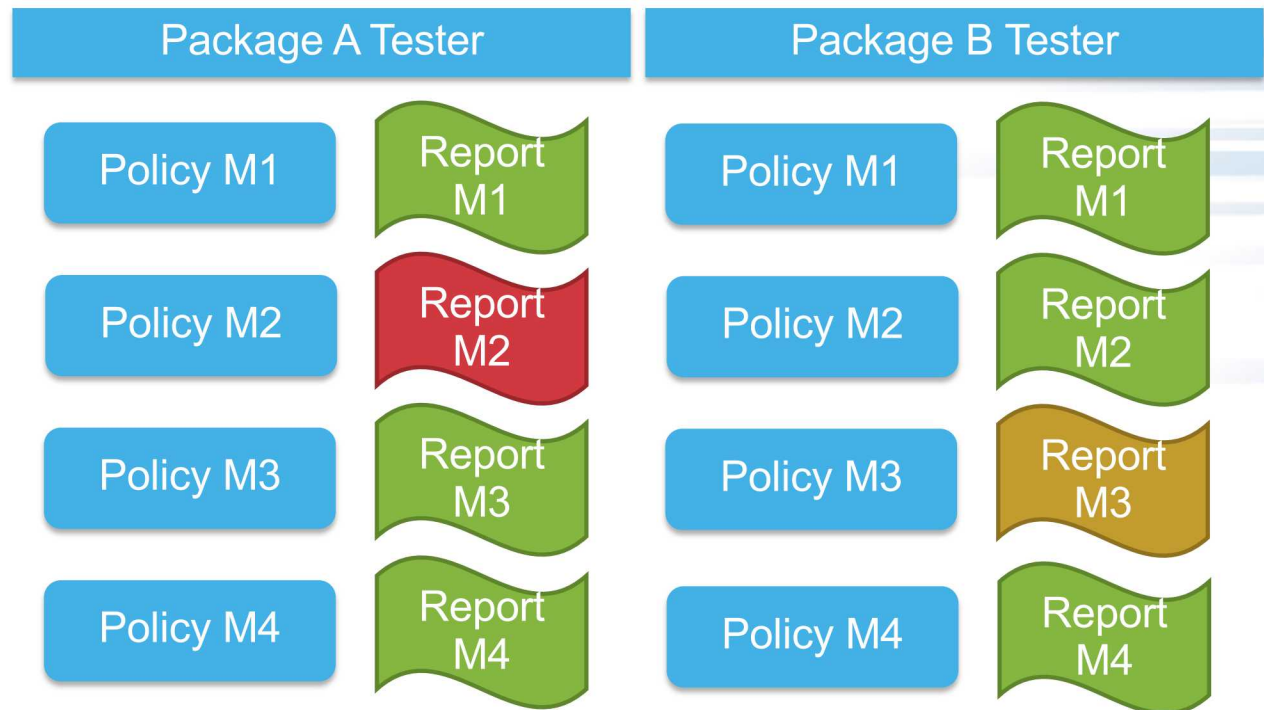 Package A Tester
Package B Tester
Policy M1
Report
M1
Policy M1
Report
M1
Policy M2
Report
M2
Policy M2
Report
M2
Policy M3
Report
M3
Policy M3
Report
M3
Policy M4
Report
M4
Policy M4
Report
M4